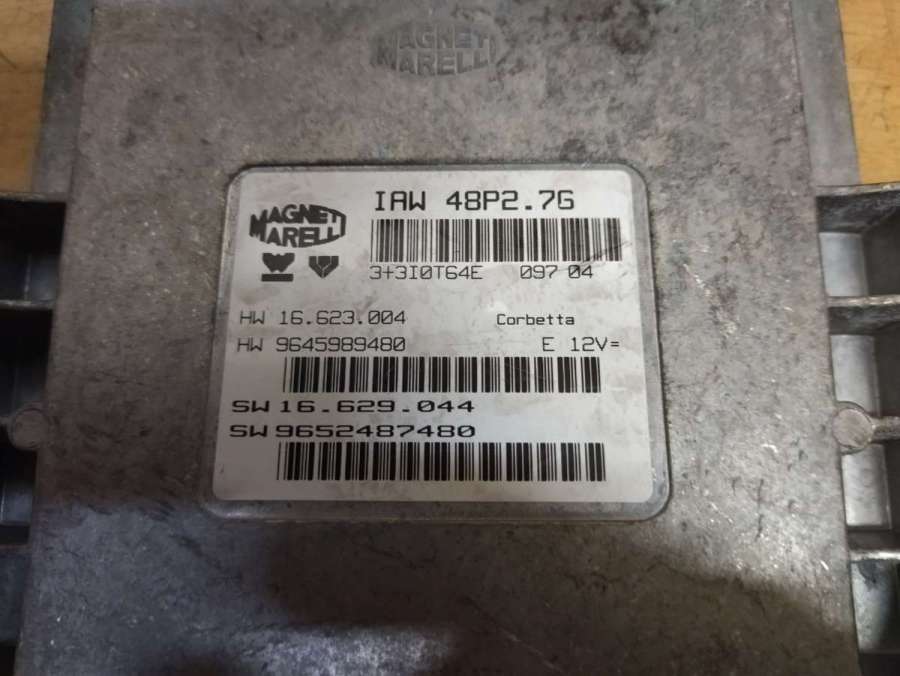 MAGNETI
MARELLI
IAW 48P2.7G
MAGNETI
MARELLI
3+3I0T64E 097 04
HW 16.623.004 Corbetta
HW 9645989480 E 12V=
SW 16.629.044
SW 9652487480